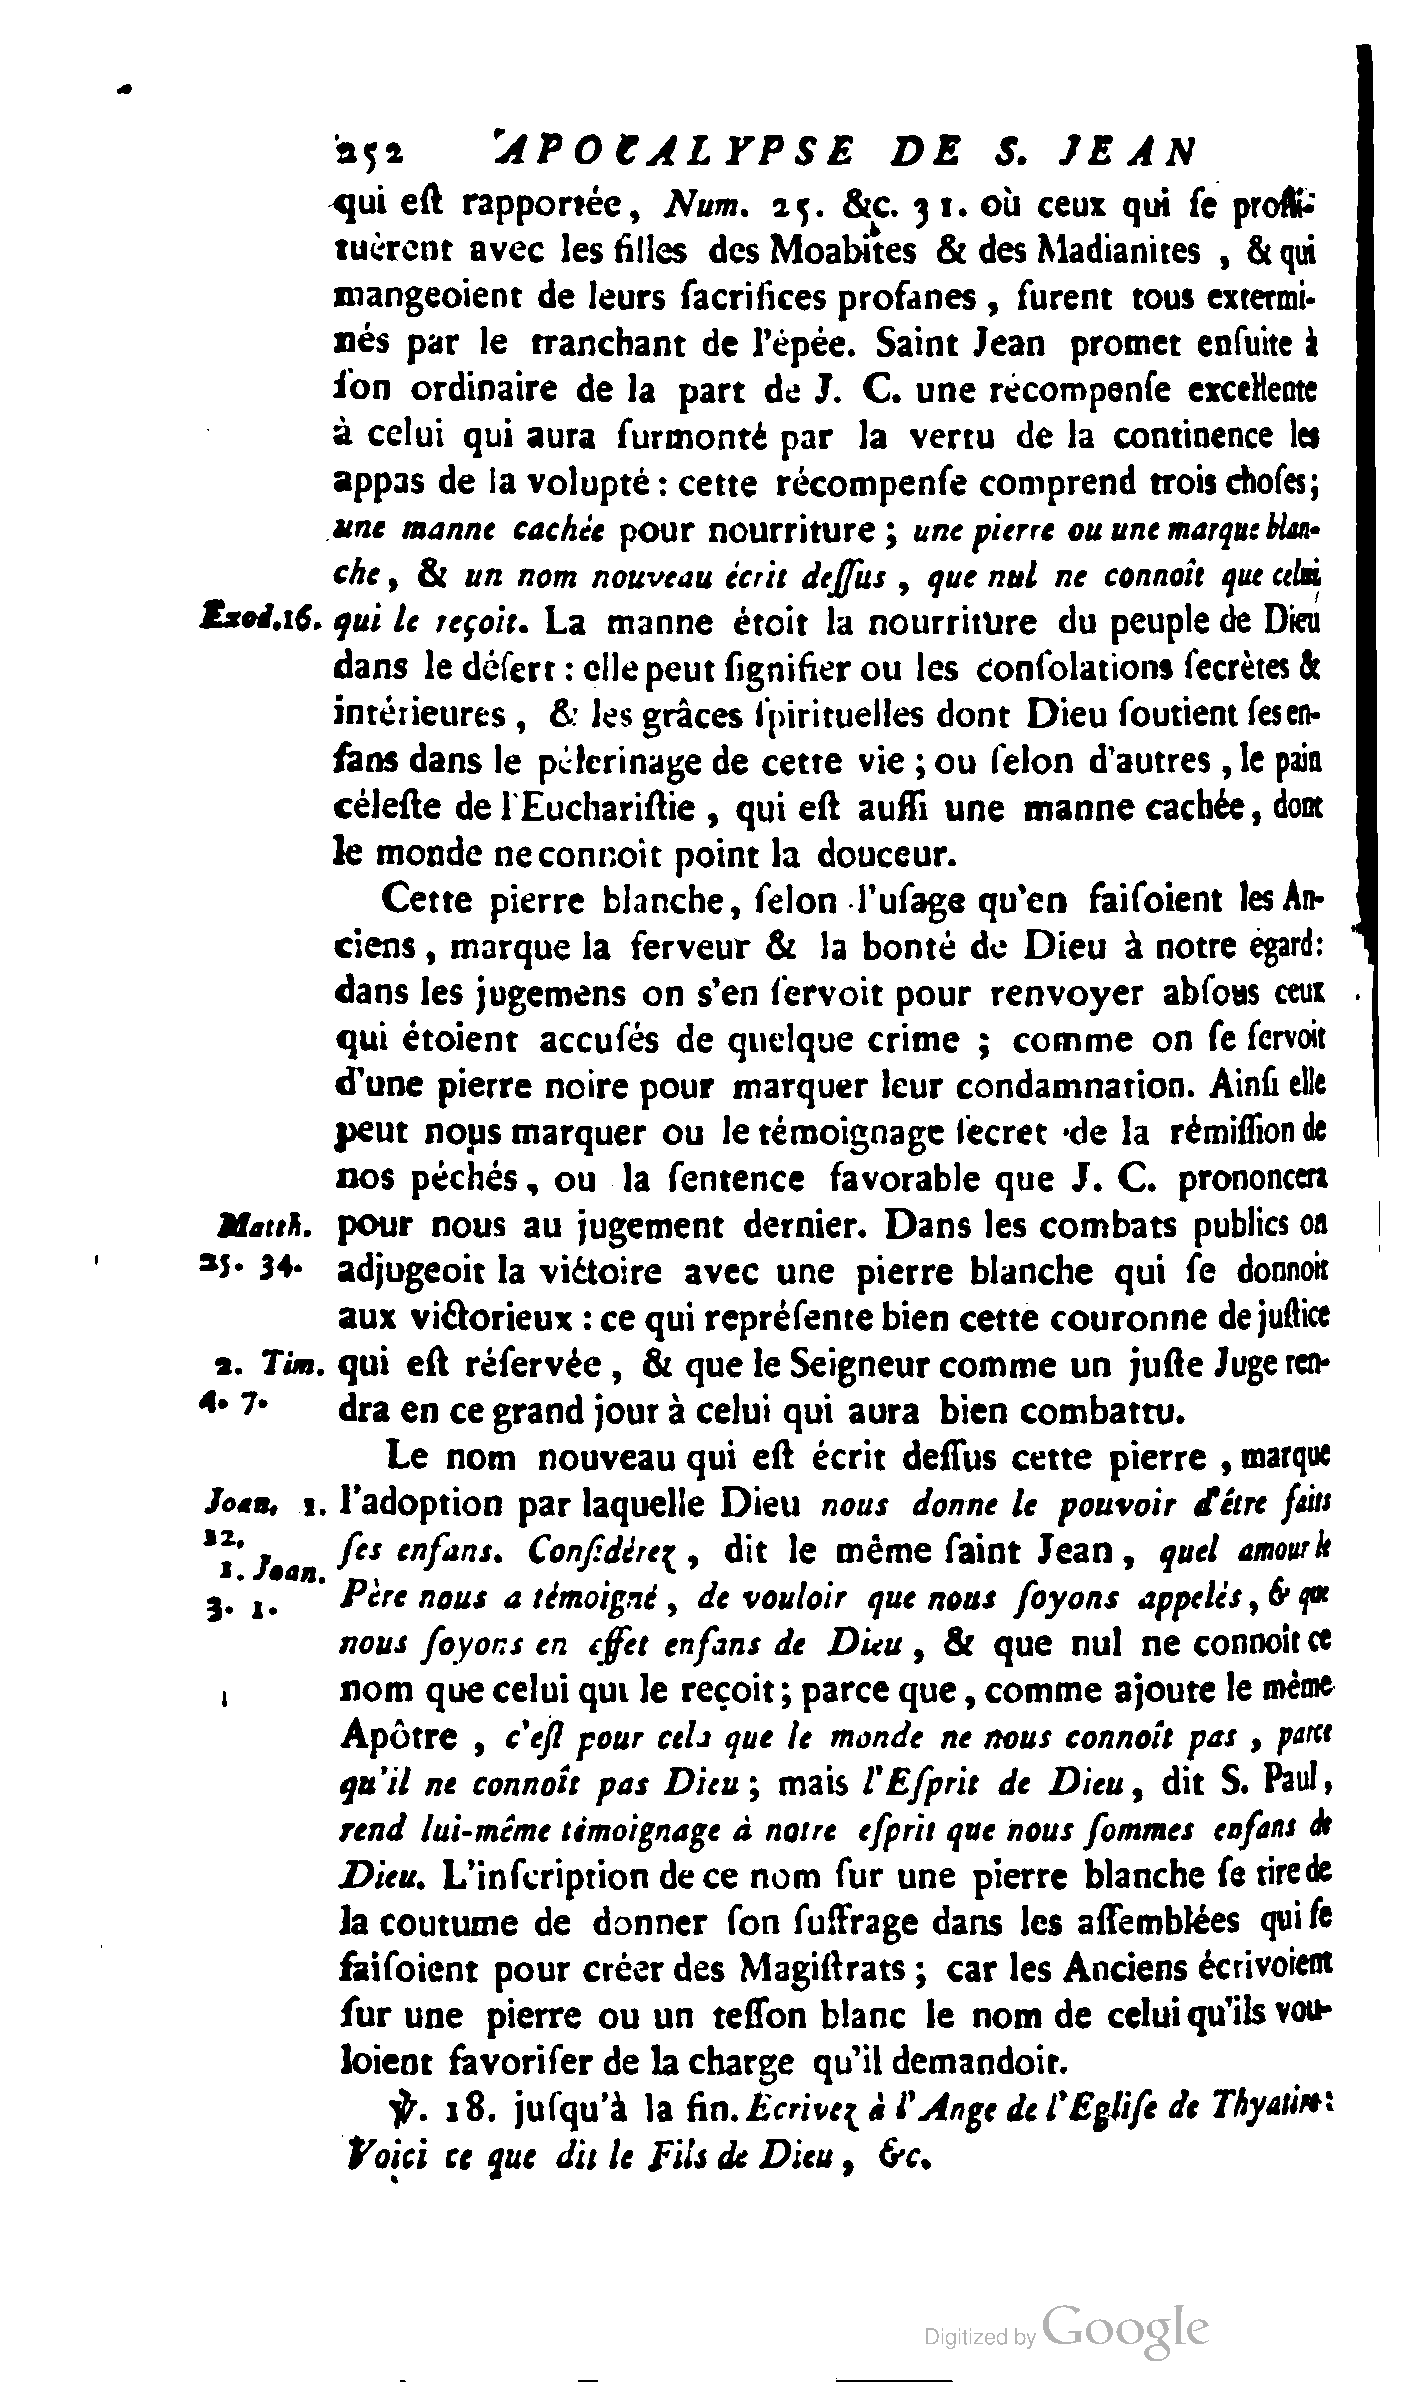 252 APOCALYPSE DE S. JEAN
qui eſt rapportée, Num. 25. &c. 31. où ceux qui ſe proſti-
tuèrent avec les filles des Moabites & des Madianites, & qui
mangeoient de leurs ſacrifices profanes, furent tous extermi-
nés par le tranchant de l'épée. Saint Jean promet enſuite à
ſon ordinaire de la part de J. C. une récompenſe excellente
à celui qui aura ſurmonté par la vertu de la continence les
appas de la volupté : cette récompenſe comprend trois choſes;
une manne cachée pour nourriture ; une pierre ou une marque blan-
che, & un nom nouveau écrit deſſus, que nul ne connoît que celui
Exod.16. qui le reçoit. La manne étoit la nourriture du peuple de Dieu
dans le déſert : elle peut ſignifier ou les conſolations ſecrètes &
intérieures, & les grâces ſpirituelles dont Dieu ſoutient ſes en-
fans dans le pélerinage de cette vie ; ou ſelon d'autres, le pain
céleſte de l'Euchariſtie, qui eſt auſſi une manne cachée, dont
le monde ne connoît point la douceur.
Cette pierre blanche, ſelon l'uſage qu'en faiſoient les An-
ciens, marque la ferveur & la bonté de Dieu à notre égard:
dans les jugemens on s'en ſervoit pour renvoyer abſous ceux
qui étoient accuſés de quelque crime ; comme on ſe ſervoit
d'une pierre noire pour marquer leur condamnation. Ainſi elle
peut nous marquer ou le témoignage ſecret de la rémiſſion de
nos péchés, ou la ſentence favorable que J. C. prononcera
Matth. pour nous au jugement dernier. Dans les combats publics on
25. 34. adjugeoit la victoire avec une pierre blanche qui ſe donnoit
aux victorieux : ce qui repréſente bien cette couronne de juſtice
2. Tim. qui eſt réſervée, & que le Seigneur comme un juſte Juge ren-
4. 7. dra en ce grand jour à celui qui aura bien combattu.
Le nom nouveau qui eſt écrit deſſus cette pierre, marque
Joan. 1. l'adoption par laquelle Dieu nous donne le pouvoir d'être faits
12. ſes enfans. Conſidérez, dit le même ſaint Jean, quel amour le
1. Joan.
3. 1. Père nous a témoigné, de vouloir que nous ſoyons appelés, & que
nous ſoyons en effet enfans de Dieu, & que nul ne connoit ce
nom que celui qui le reçoit; parce que, comme ajoute le même
Apôtre, c'eſt pour cela que le monde ne nous connoît pas, parce
qu'il ne connoît pas Dieu ; mais l'Eſprit de Dieu, dit S. Paul,
rend lui-même témoignage à notre eſprit que nous ſommes enfans de
Dieu. L'inſcription de ce nom ſur une pierre blanche ſe tire de
la coutume de donner ſon ſuffrage dans les aſſemblées qui ſe
faiſoient pour créer des Magiſtrats ; car les Anciens écrivoient
ſur une pierre ou un teſſon blanc le nom de celui qu'ils vou-
loient favoriſer de la charge qu'il demandoit.
℣. 18. juſqu'à la fin. Ecrivez à l'Ange de l'Egliſe de Thyatire:
Voici ce que dit le Fils de Dieu, &c.
Digitized by Google